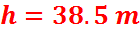 h = 38.5 m